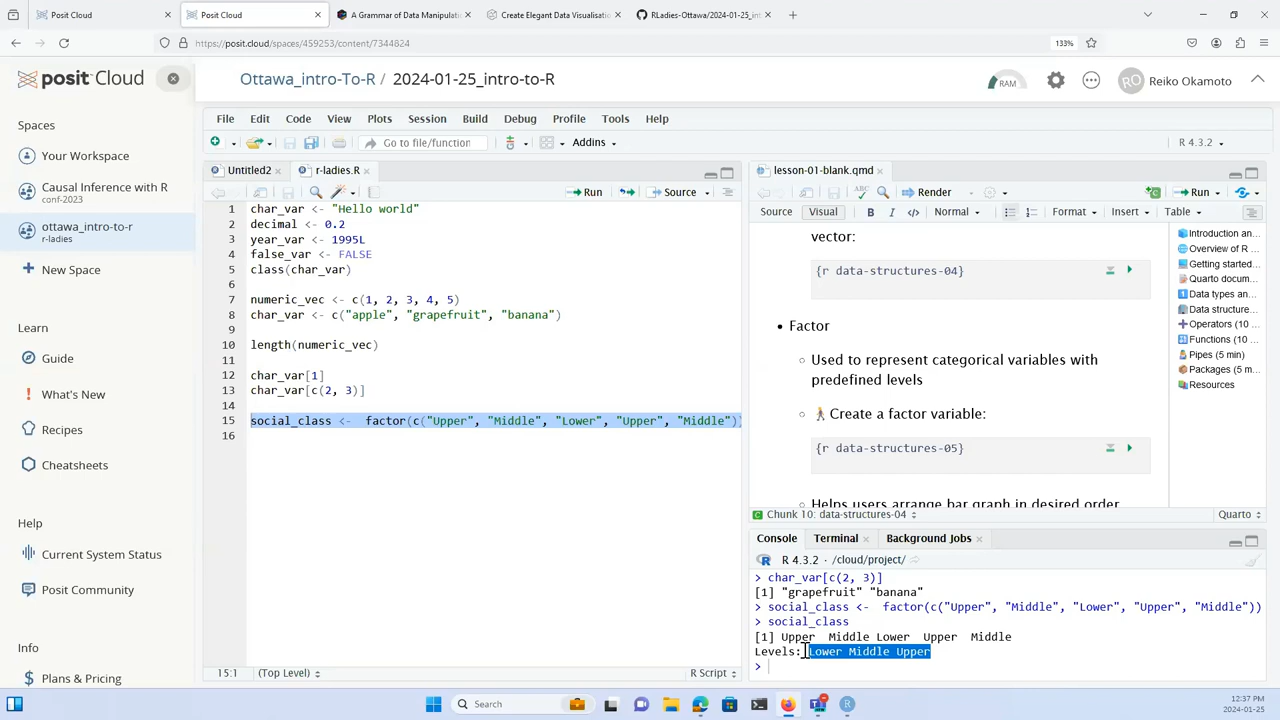 Posit Cloud
Posit Cloud
A Grammar of Data Manipulati
Create Elegant Data Visualisatio
RLadies-Ottawa/2024-01-25_int
https://posit.cloud/spaces/459253/content/7344824
133%
posit Cloud
Ottawa_intro-To-R / 2024-01-25_intro-to-R
RAM
RO
Reiko Okamoto
Spaces
Your Workspace
Causal Inference with R
conf-2023
ottawa_intro-to-r
r-ladies
New Space
Learn
Guide
What's New
Recipes
Cheatsheets
Help
Current System Status
Posit Community
Info
Plans & Pricing
File Edit Code View Plots Session Build Debug Profile Tools Help
Go to file/function
Addins
R 4.3.2
Untitled2
r-ladies.R
Run
Source
1 char_var <- "Hello world"
2 decimal <- 0.2
3 year_var <- 1995L
4 false_var <- FALSE
5 class(char_var)
6
7 numeric_vec <- c(1, 2, 3, 4, 5)
8 char_var <- c("apple", "grapefruit", "banana")
9
10 length(numeric_vec)
11
12 char_var[1]
13 char_var[c(2, 3)]
14
15 social_class <-  factor(c("Upper", "Middle", "Lower", "Upper", "Middle"))
16
15:1
(Top Level)
R Script
lesson-01-blank.qmd
ABC
Render
Run
Source Visual B I </> Normal Format Insert Table
vector:
{r data-structures-04}
• Factor
Used to represent categorical variables with
predefined levels
Create a factor variable:
{r data-structures-05}
Helps users arrange bar graph in desired order
Introduction an...
Overview of R ...
Getting started...
Quarto docum...
Data types an...
Data structure...
Operators (10 ...
Functions (10 ...
Pipes (5 min)
Packages (5 mi...
Resources
Chunk 10: data-structures-04
Quarto
Console Terminal Background Jobs
R 4.3.2 · /cloud/project/
> char_var[c(2, 3)]
[1] "grapefruit" "banana"
> social_class <-  factor(c("Upper", "Middle", "Lower", "Upper", "Middle"))
> social_class
[1] Upper  Middle Lower  Upper  Middle
Levels: Lower Middle Upper
>
Search
12:37 PM
2024-01-25